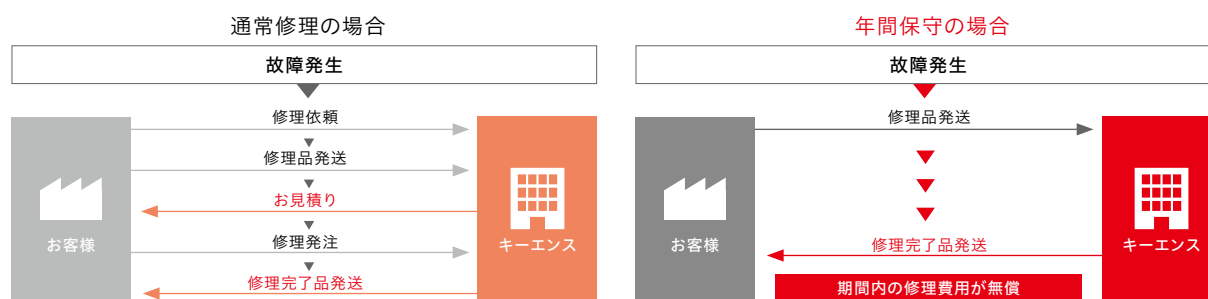 通常修理の場合
故障発生
修理依頼
修理品発送
お見積り
修理発注
修理完了品発送
お客様
キーエンス
年間保守の場合
故障発生
修理品発送
修理完了品発送
期間内の修理費用が無償
お客様
キーエンス